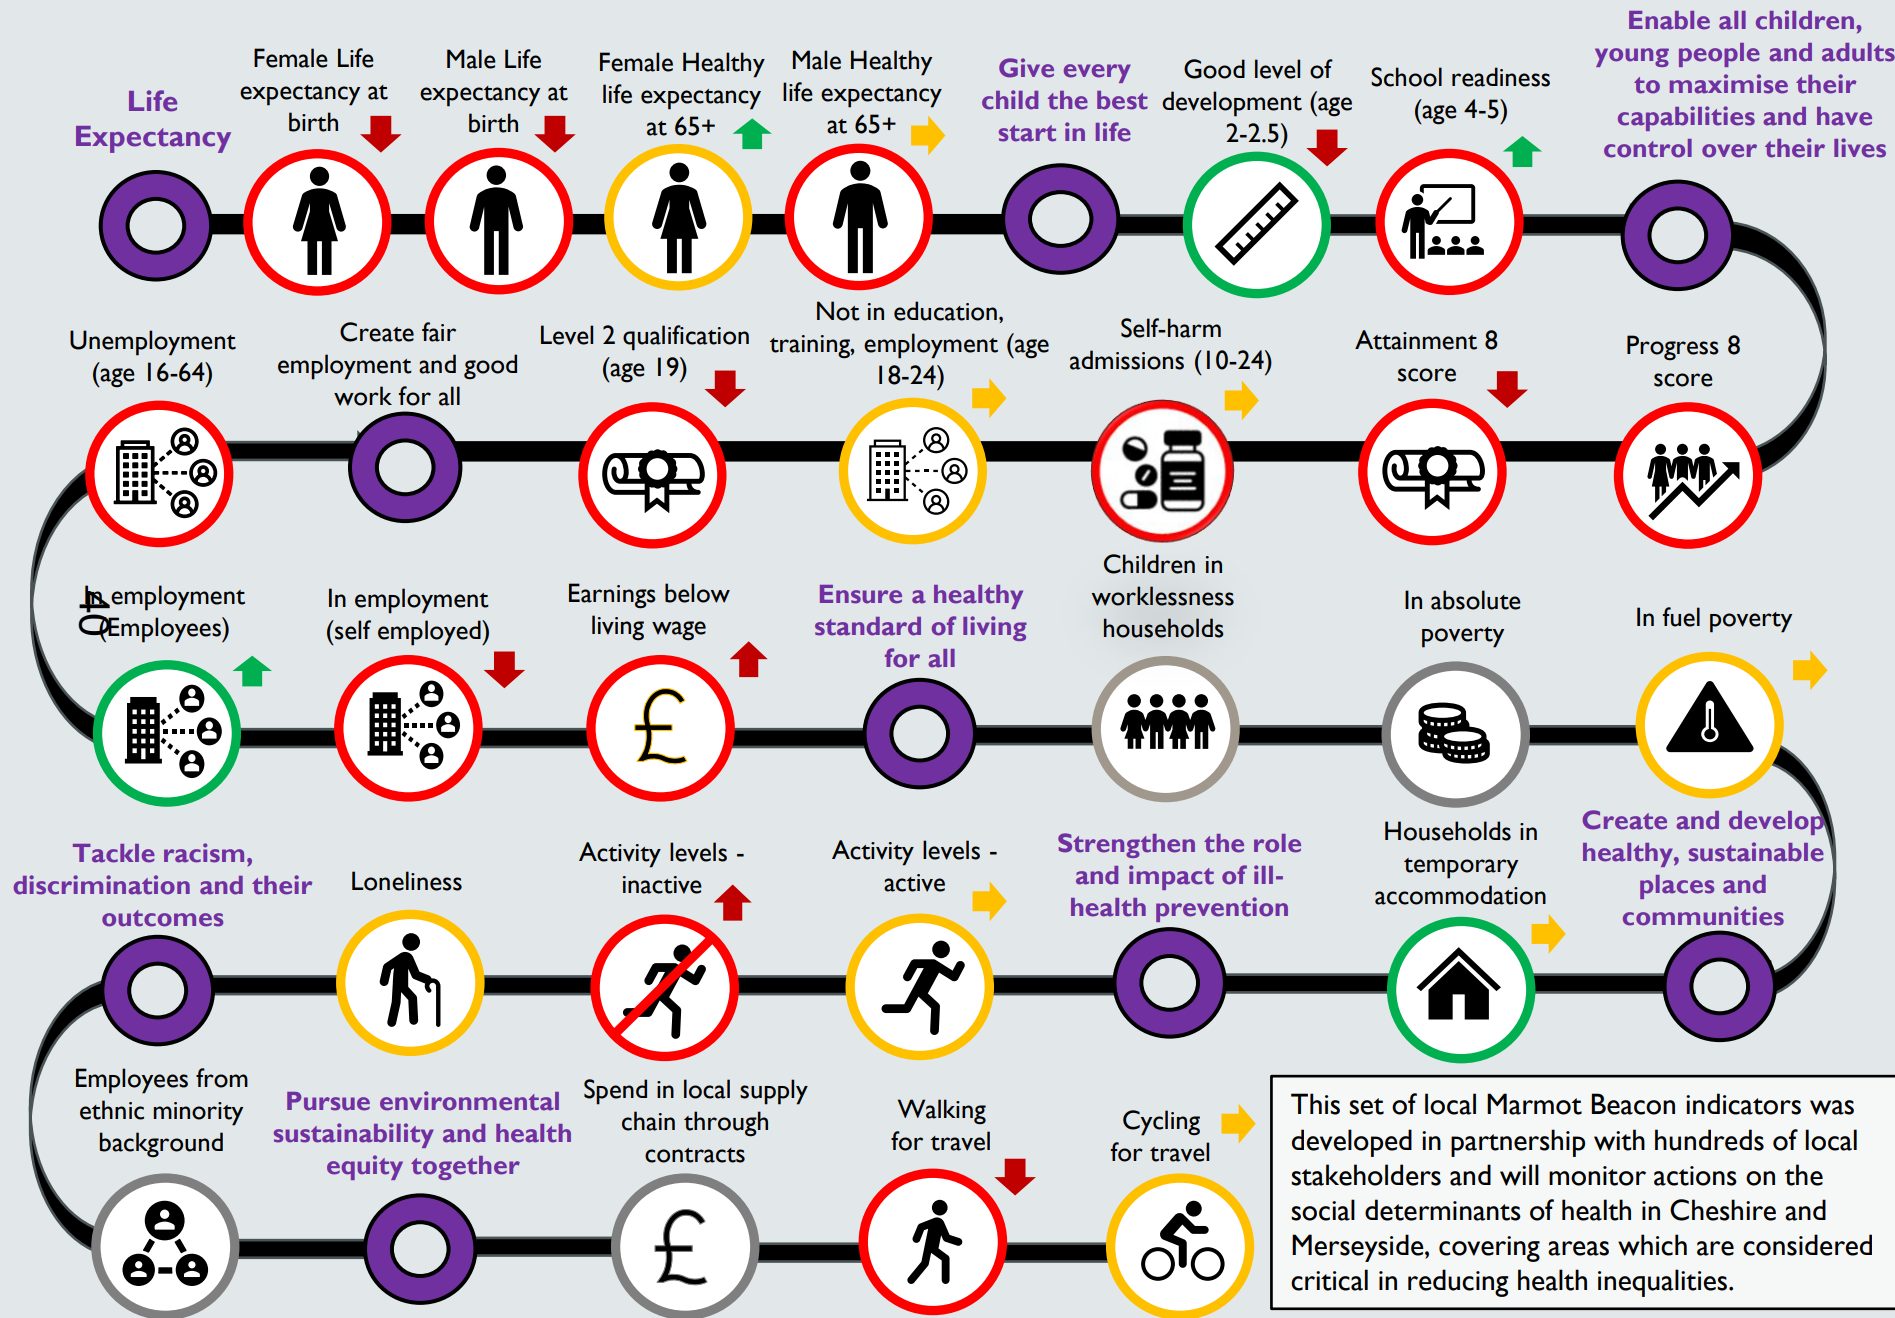 Life
Expectancy
Female Life
expectancy at
birth
Male Life
expectancy at
birth
Female Healthy
life expectancy
at 65+
Male Healthy
life expectancy
at 65+
Give every
child the best
start in life
Good level of
development (age
2-2.5)
School readiness
(age 4-5)
Enable all children,
young people and adults
to maximise their
capabilities and have
control over their lives
Unemployment
(age 16-64)
Create fair
employment and good
work for all
Level 2 qualification
(age 19)
Not in education,
training, employment (age
18-24)
Self-harm
admissions (10-24)
Attainment 8
score
Progress 8
score
In employment
(Employees)
40
In employment
(self employed)
Earnings below
living wage
£
Ensure a healthy
standard of living
for all
Children in
worklessness
households
In absolute
poverty
In fuel poverty
Tackle racism,
discrimination and their
outcomes
Loneliness
Activity levels -
inactive
Activity levels -
active
Strengthen the role
and impact of ill-
health prevention
Households in
temporary
accommodation
Create and develop
healthy, sustainable
places and
communities
Employees from
ethnic minority
background
Pursue environmental
sustainability and health
equity together
Spend in local supply
chain through
contracts
£
Walking
for travel
Cycling
for travel
This set of local Marmot Beacon indicators was
developed in partnership with hundreds of local
stakeholders and will monitor actions on the
social determinants of health in Cheshire and
Merseyside, covering areas which are considered
critical in reducing health inequalities.